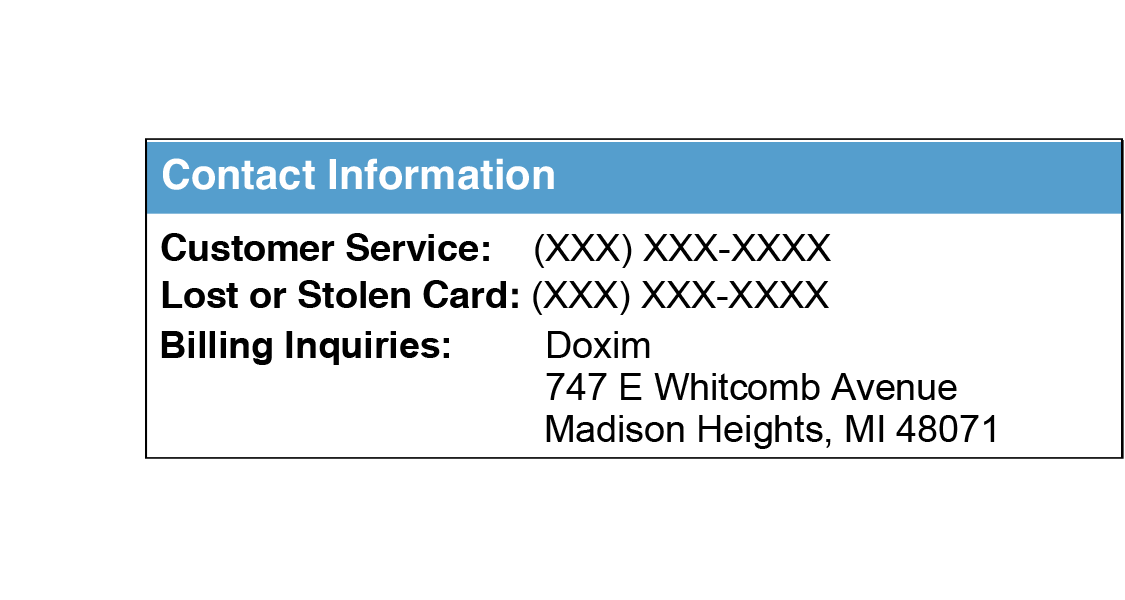 Contact Information
Customer Service: (XXX) XXX-XXXX
Lost or Stolen Card: (XXX) XXX-XXXX
Billing Inquiries: Doxim
747 E Whitcomb Avenue
Madison Heights, MI 48071